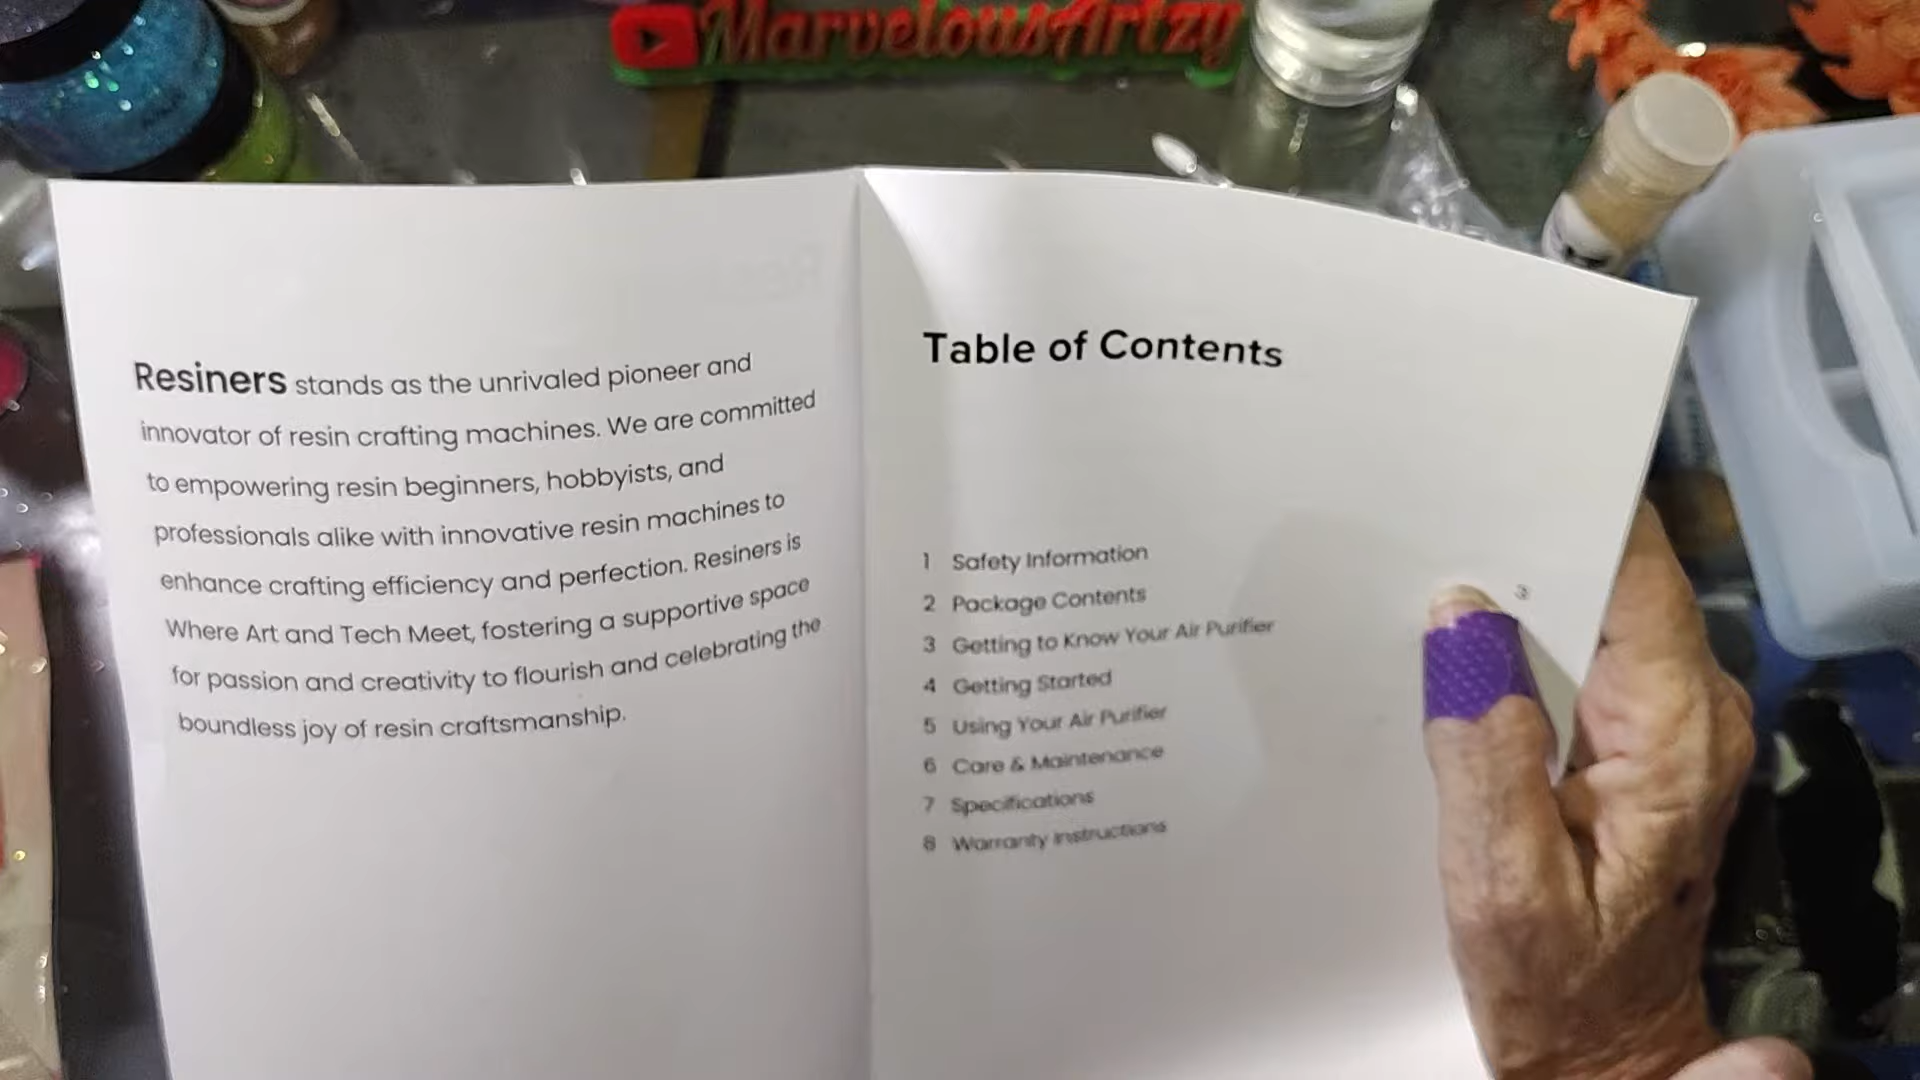 MarvelousArtzy
Resiners stands as the unrivaled pioneer and
innovator of resin crafting machines. We are committed
to empowering resin beginners, hobbyists, and
professionals alike with innovative resin machines to
enhance crafting efficiency and perfection. Resiners is
Where Art and Tech Meet, fostering a supportive space
for passion and creativity to flourish and celebrating the
boundless joy of resin craftsmanship.
Table of Contents
1 Safety Information
2 Package Contents
3 Getting to Know Your Air Purifier
4 Getting Started
5 Using Your Air Purifier
6 Care & Maintenance
7 Specifications
8 Warranty Instructions